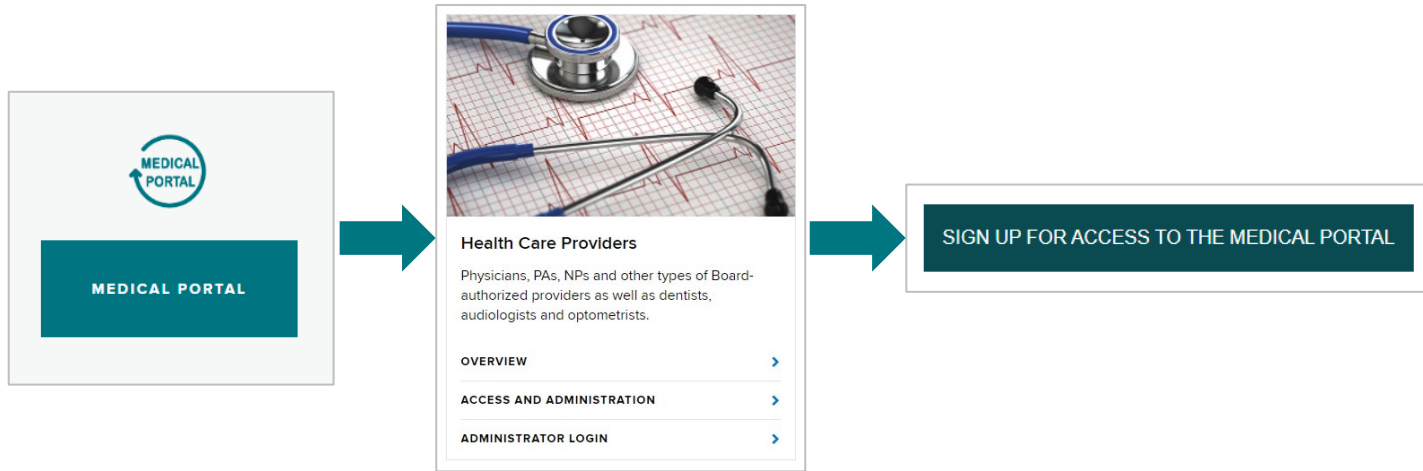 MEDICAL
PORTAL
MEDICAL PORTAL
Health Care Providers
Physicians, PAs, NPs and other types of Board-
authorized providers as well as dentists,
audiologists and optometrists.
OVERVIEW
ACCESS AND ADMINISTRATION
ADMINISTRATOR LOGIN
SIGN UP FOR ACCESS TO THE MEDICAL PORTAL